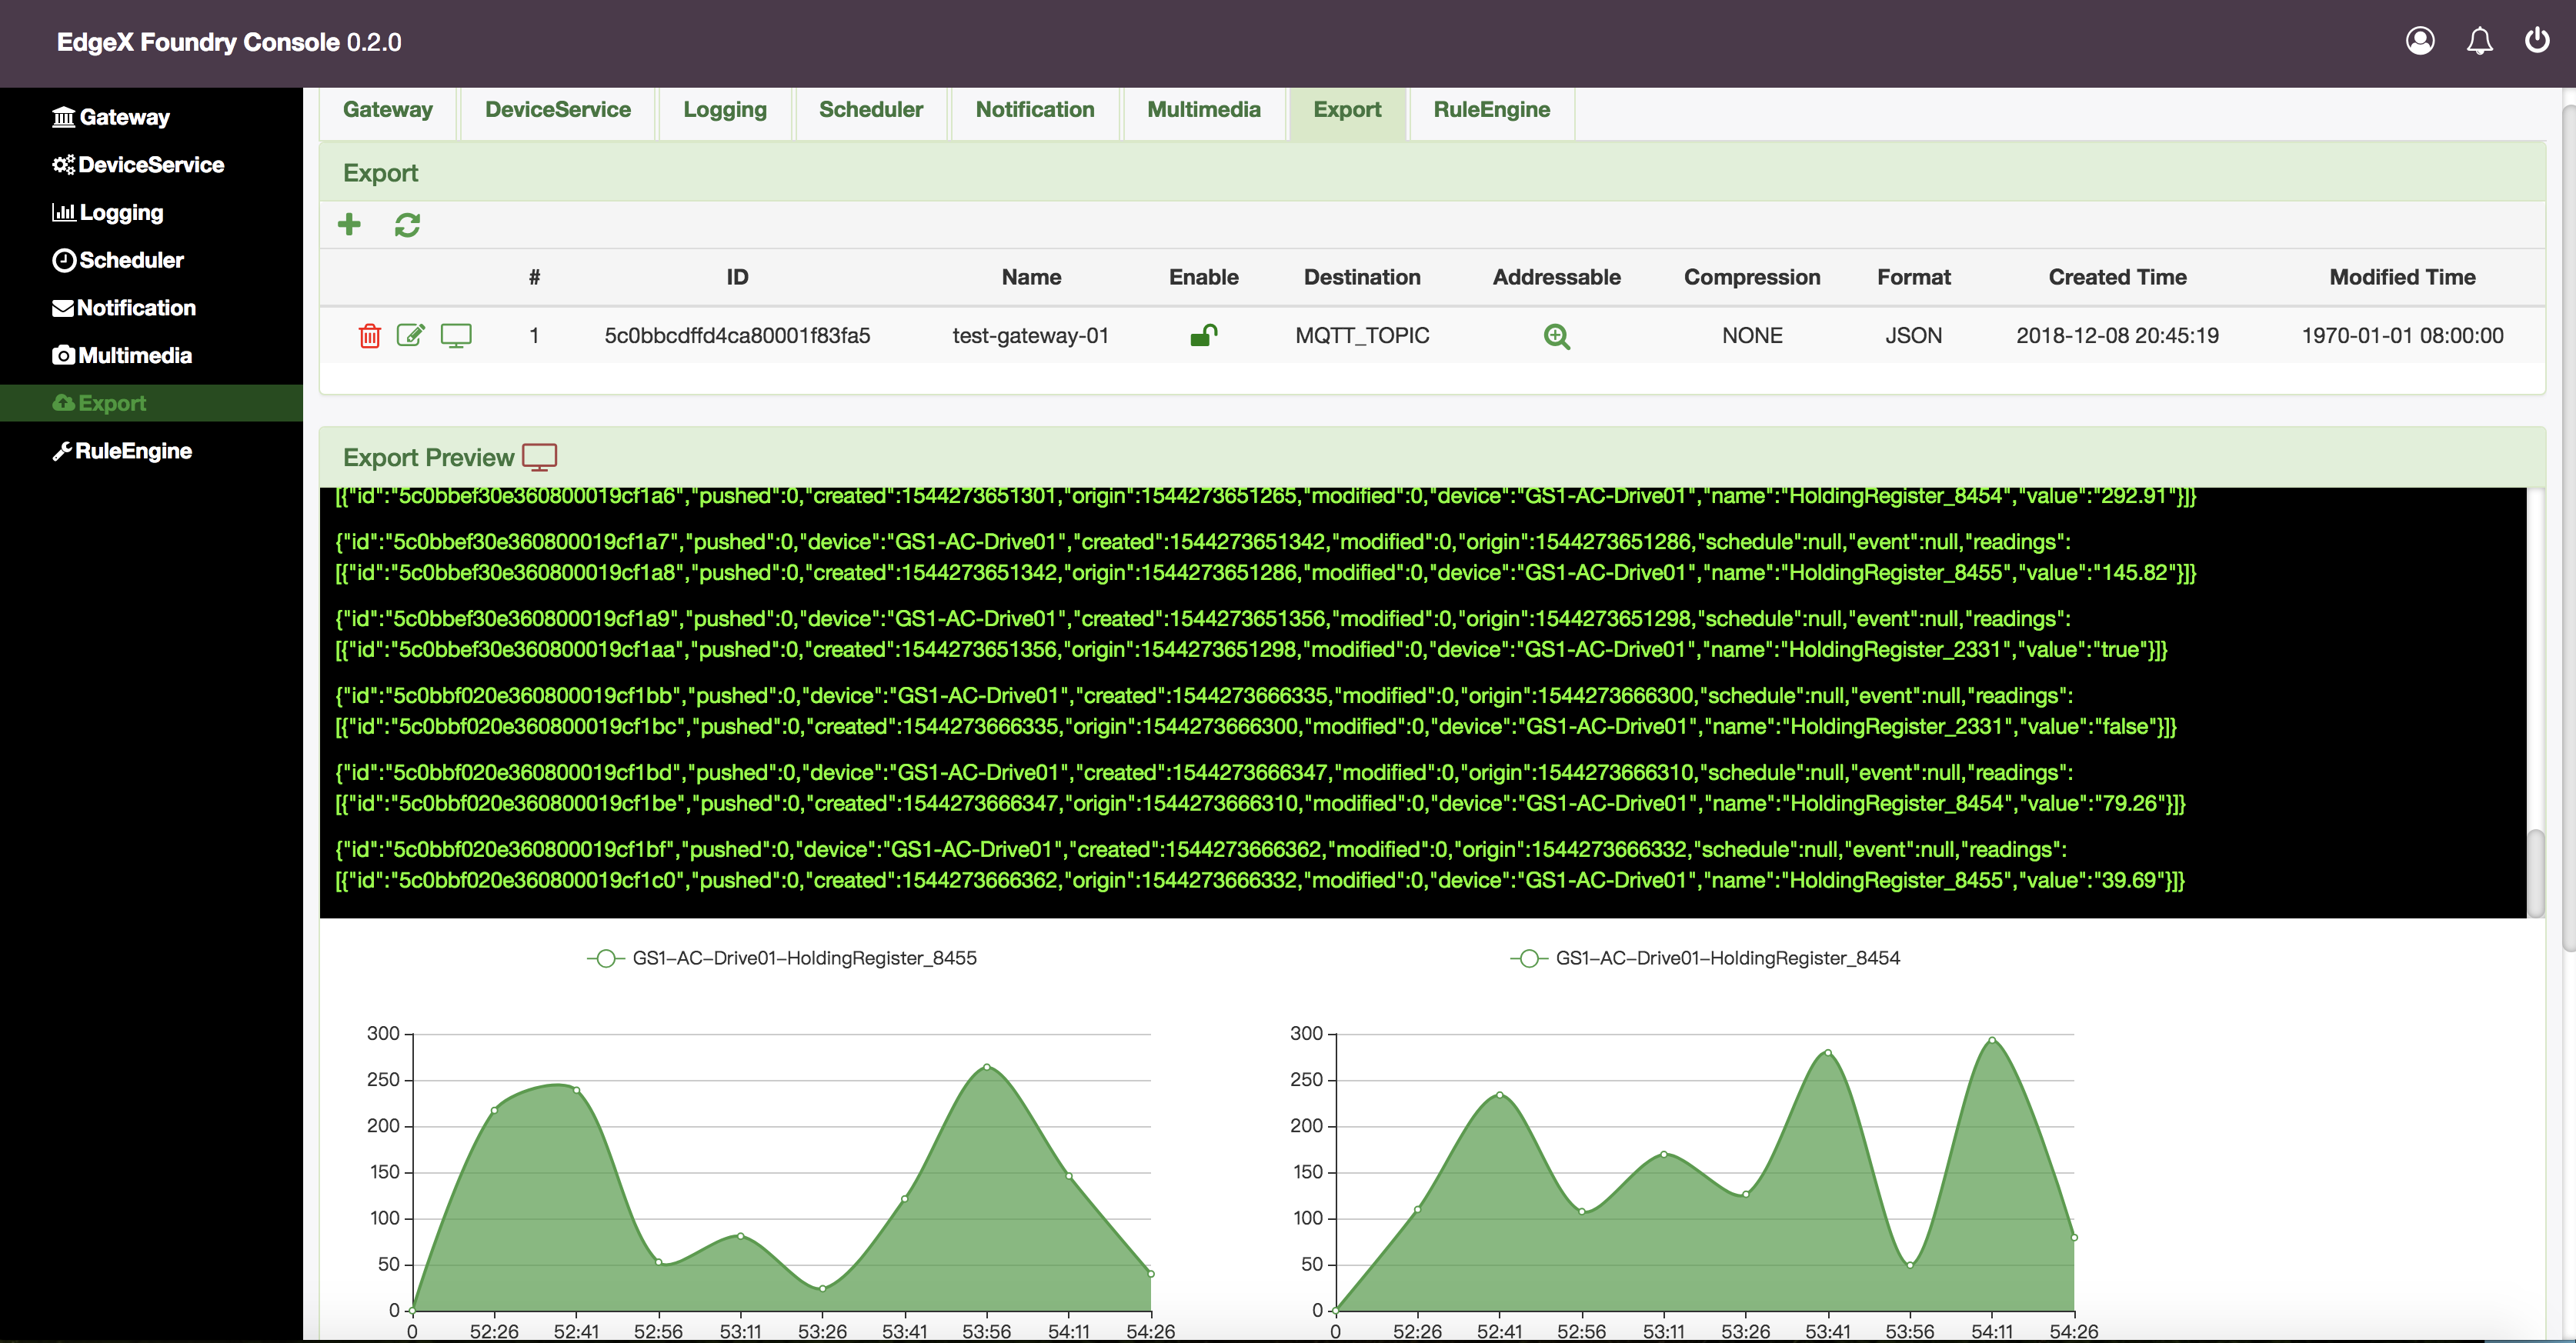 EdgeX Foundry Console 0.2.0
Gateway
DeviceService
Logging
Scheduler
Notification
Multimedia
Export
RuleEngine
Gateway DeviceService Logging Scheduler Notification Multimedia Export RuleEngine
Export
# ID Name Enable Destination Addressable Compression Format Created Time Modified Time
1 5c0bbcdffd4ca80001f83fa5 test-gateway-01 MQTT_TOPIC NONE JSON 2018-12-08 20:45:19 1970-01-01 08:00:00
Export Preview
[{"id":"5c0bbef30e360800019cf1a6","pushed":0,"created":1544273651301,"origin":1544273651265,"modified":0,"device":"GS1-AC-Drive01","name":"HoldingRegister_8454","value":"292.91"}]}
{"id":"5c0bbef30e360800019cf1a7","pushed":0,"device":"GS1-AC-Drive01","created":1544273651342,"modified":0,"origin":1544273651286,"schedule":null,"event":null,"readings":
[{"id":"5c0bbef30e360800019cf1a8","pushed":0,"created":1544273651342,"origin":1544273651286,"modified":0,"device":"GS1-AC-Drive01","name":"HoldingRegister_8455","value":"145.82"}]}
{"id":"5c0bbef30e360800019cf1a9","pushed":0,"device":"GS1-AC-Drive01","created":1544273651356,"modified":0,"origin":1544273651298,"schedule":null,"event":null,"readings":
[{"id":"5c0bbef30e360800019cf1aa","pushed":0,"created":1544273651356,"origin":1544273651298,"modified":0,"device":"GS1-AC-Drive01","name":"HoldingRegister_2331","value":"true"}]}
{"id":"5c0bbf020e360800019cf1bb","pushed":0,"device":"GS1-AC-Drive01","created":1544273666335,"modified":0,"origin":1544273666300,"schedule":null,"event":null,"readings":
[{"id":"5c0bbf020e360800019cf1bc","pushed":0,"created":1544273666335,"origin":1544273666300,"modified":0,"device":"GS1-AC-Drive01","name":"HoldingRegister_2331","value":"false"}]}
{"id":"5c0bbf020e360800019cf1bd","pushed":0,"device":"GS1-AC-Drive01","created":1544273666347,"modified":0,"origin":1544273666310,"schedule":null,"event":null,"readings":
[{"id":"5c0bbf020e360800019cf1be","pushed":0,"created":1544273666347,"origin":1544273666310,"modified":0,"device":"GS1-AC-Drive01","name":"HoldingRegister_8454","value":"79.26"}]}
{"id":"5c0bbf020e360800019cf1bf","pushed":0,"device":"GS1-AC-Drive01","created":1544273666362,"modified":0,"origin":1544273666332,"schedule":null,"event":null,"readings":
[{"id":"5c0bbf020e360800019cf1c0","pushed":0,"created":1544273666362,"origin":1544273666332,"modified":0,"device":"GS1-AC-Drive01","name":"HoldingRegister_8455","value":"39.69"}]}
GS1–AC–Drive01–HoldingRegister_8455
300
250
200
150
100
50
0
0 52:26 52:41 52:56 53:11 53:26 53:41 53:56 54:11 54:26
GS1–AC–Drive01–HoldingRegister_8454
300
250
200
150
100
50
0
0 52:26 52:41 52:56 53:11 53:26 53:41 53:56 54:11 54:26